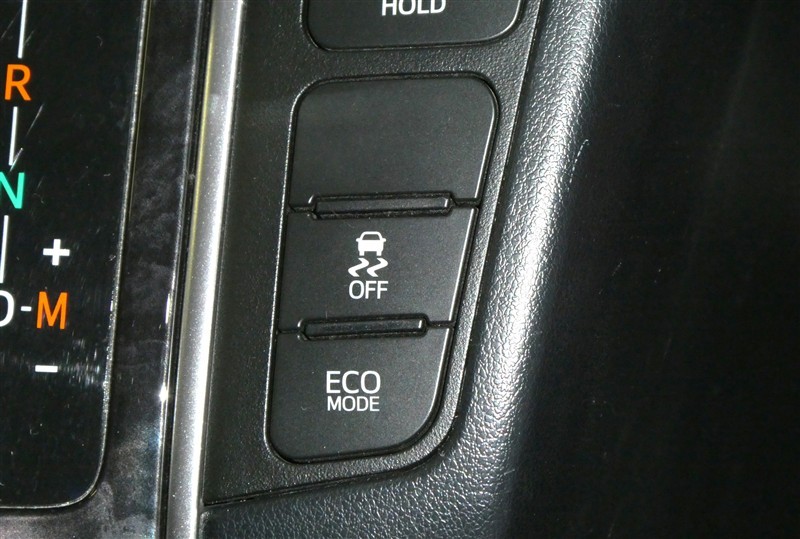 HOLD
R
N
+
D-M
-
OFF
ECO
MODE